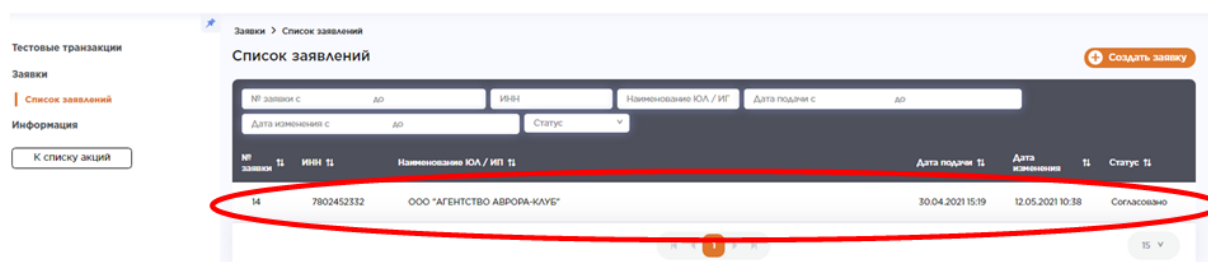 Заявки > Список заявлений
Тестовые транзакции
Список заявлений
Создать заявку
Заявки
Список заявлений
№ заявки с до ИНН Наименование ЮЛ / ИП Дата подачи с до
Информация
Дата изменения с до Статус
К списку акций
№ заявки ИНН Наименование ЮЛ / ИП Дата подачи Дата изменения Статус
14 7802452332 ООО "АГЕНТСТВО АВРОРА-КЛУБ" 30.04.2021 15:19 12.05.2021 10:38 Согласовано
1 15